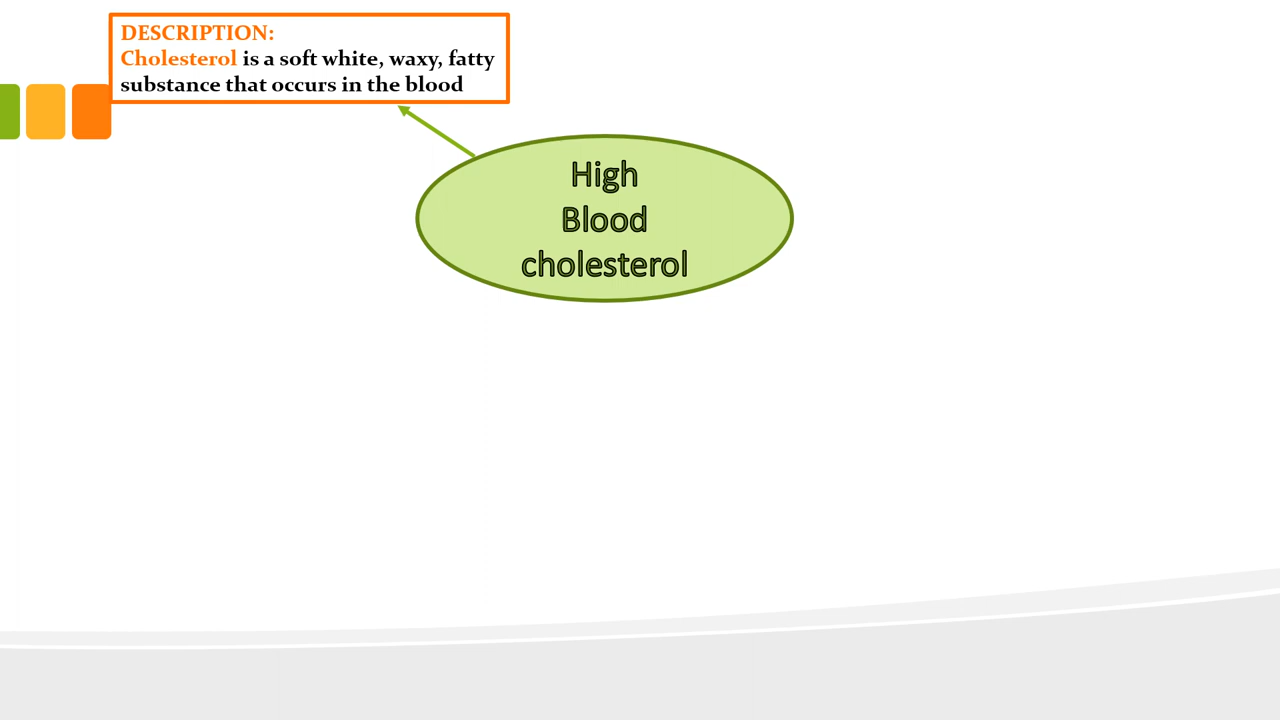 DESCRIPTION:
Cholesterol is a soft white, waxy, fatty
substance that occurs in the blood
High
Blood
cholesterol